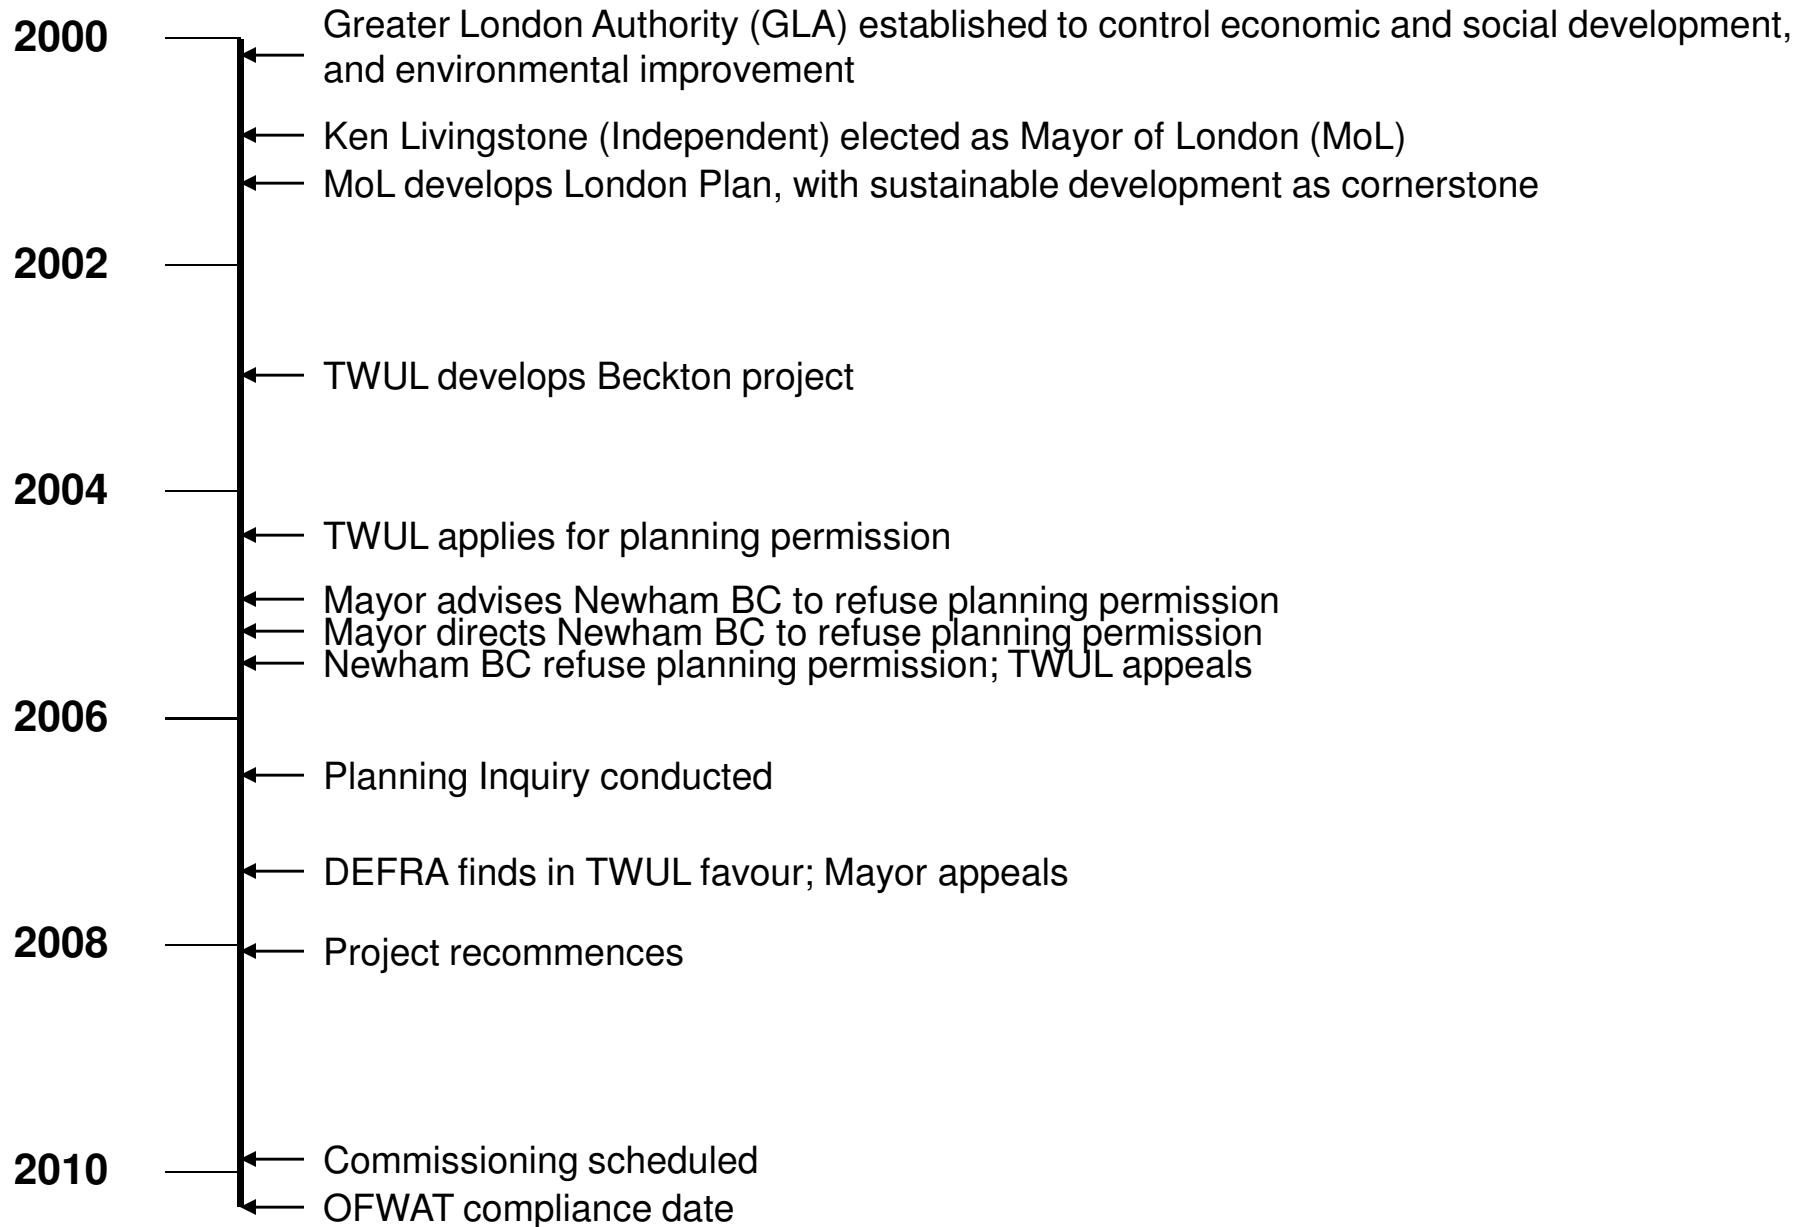 2000
Greater London Authority (GLA) established to control economic and social development,
and environmental improvement
Ken Livingstone (Independent) elected as Mayor of London (MoL)
MoL develops London Plan, with sustainable development as cornerstone
2002
TWUL develops Beckton project
2004
TWUL applies for planning permission
Mayor advises Newham BC to refuse planning permission
Mayor directs Newham BC to refuse planning permission
Newham BC refuse planning permission; TWUL appeals
2006
Planning Inquiry conducted
DEFRA finds in TWUL favour; Mayor appeals
2008
Project recommences
Commissioning scheduled
2010
OFWAT compliance date